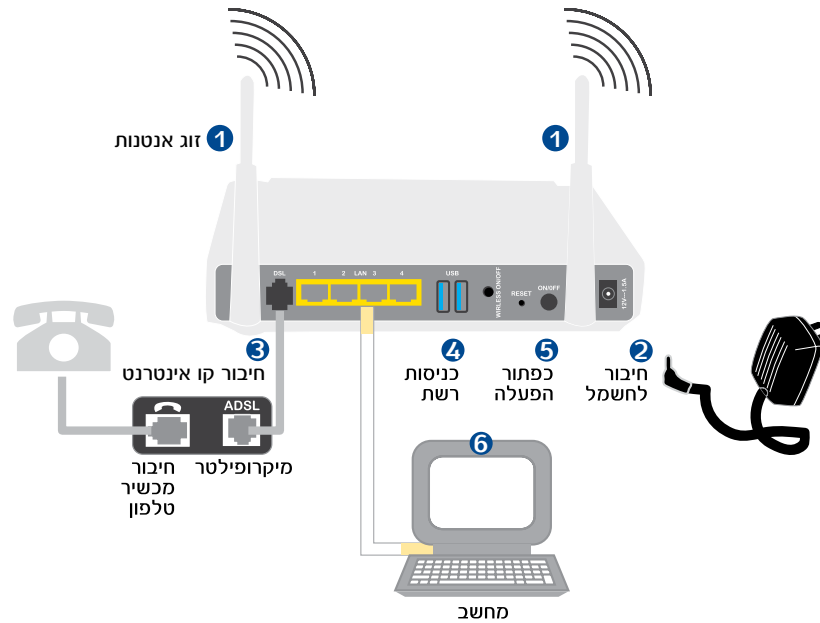 1 זוג אנטנות
1
DSL
1 2 LAN 3 4
USB
WIRLESS ON/OFF
RESET
ON/OFF
12V—1.5A
3
חיבור קו אינטרנט
4
כניסות
רשת
5
כפתור
הפעלה
2
חיבור
לחשמל
ADSL
מיקרופילטר
חיבור
מכשיר
טלפון
6
מחשב